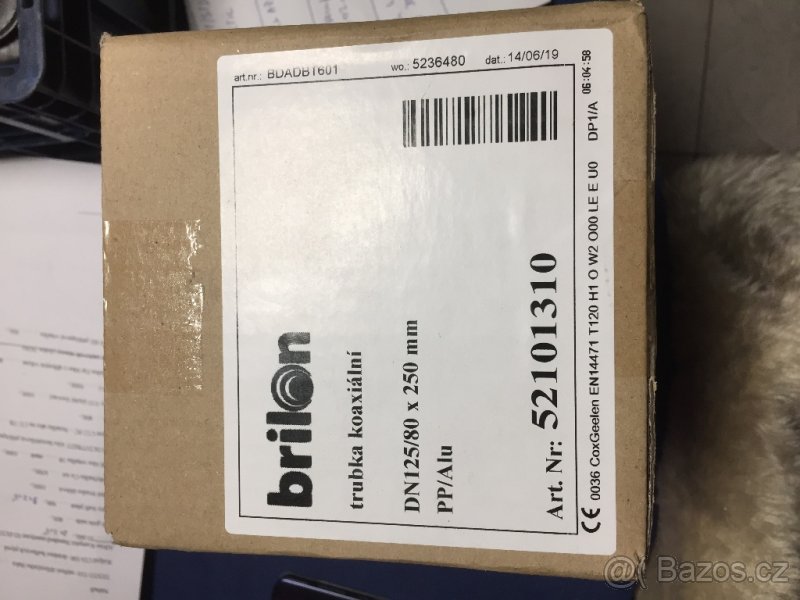 art.nr.: BDADBT601 wo.: 5236480 dat.: 14/06/19
brilon
trubka koaxiální
DN125/80 x 250 mm
PP/Alu
Art. Nr: 52101310
CE 0036 CoxGeelen EN14471 T120 H1 O W2 O00 LE E U0 DP1/A 06:04:58
Bazos.cz